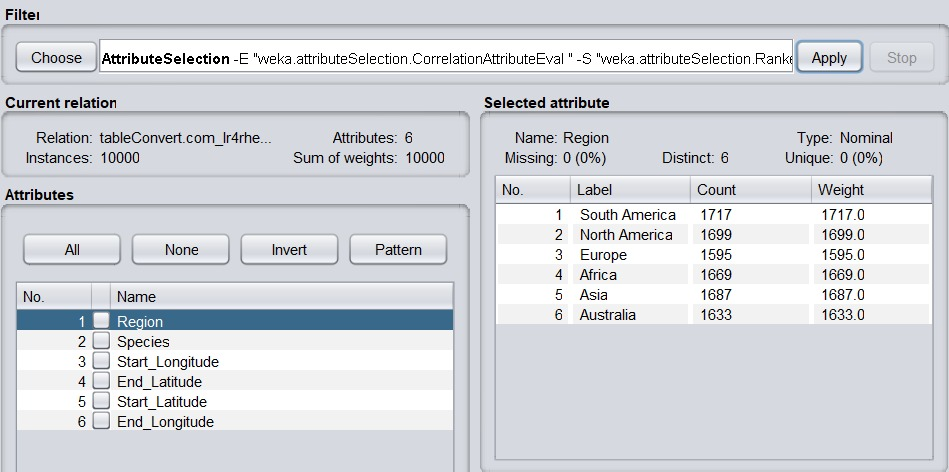 Filter
Choose AttributeSelection -E "weka.attributeSelection.CorrelationAttributeEval " -S "weka.attributeSelection.Ranke Apply Stop
Current relation
Relation: tableConvert.com_lr4rhe... Attributes: 6
Instances: 10000 Sum of weights: 10000
Attributes
All None Invert Pattern
No. Name
1 Region
2 Species
3 Start_Longitude
4 End_Latitude
5 Start_Latitude
6 End_Longitude
Selected attribute
Name: Region Type: Nominal
Missing: 0 (0%) Distinct: 6 Unique: 0 (0%)
No. Label Count Weight
1 South America 1717 1717.0
2 North America 1699 1699.0
3 Europe 1595 1595.0
4 Africa 1669 1669.0
5 Asia 1687 1687.0
6 Australia 1633 1633.0